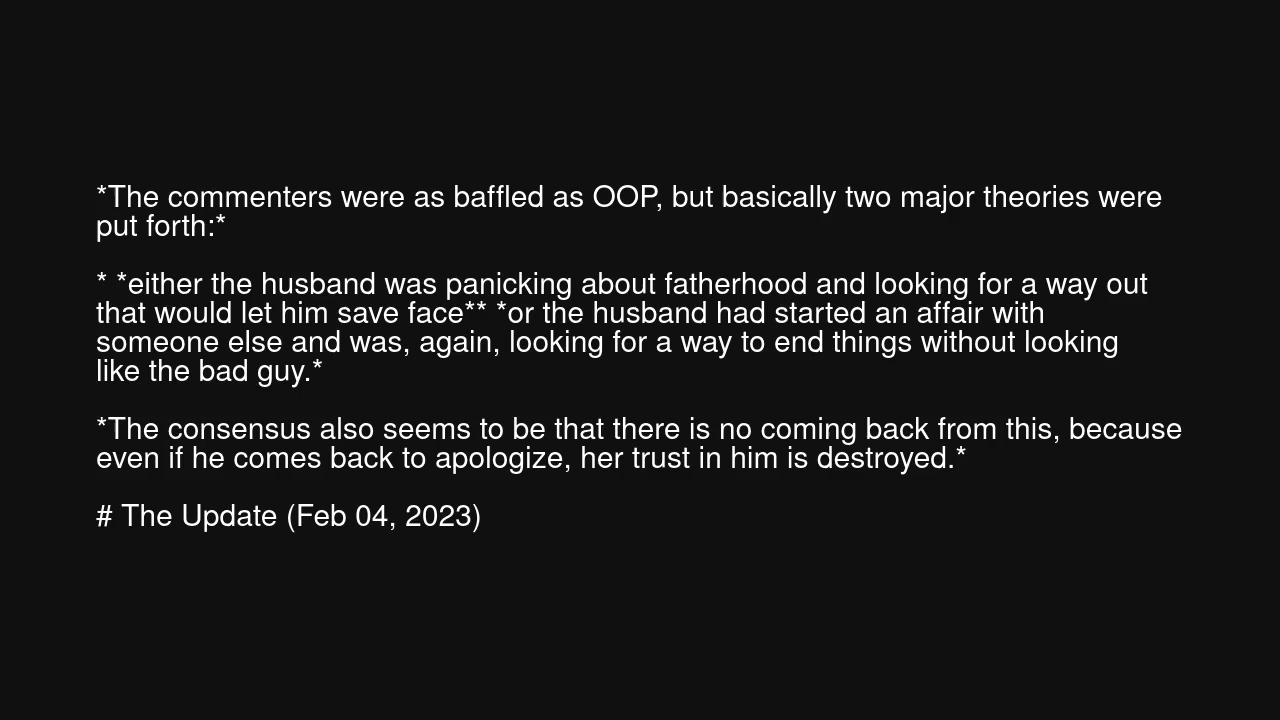 *The commenters were as baffled as OOP, but basically two major theories were
put forth:*
* *either the husband was panicking about fatherhood and looking for a way out
that would let him save face** *or the husband had started an affair with
someone else and was, again, looking for a way to end things without looking
like the bad guy.*
*The consensus also seems to be that there is no coming back from this, because
even if he comes back to apologize, her trust in him is destroyed.*
# The Update (Feb 04, 2023)